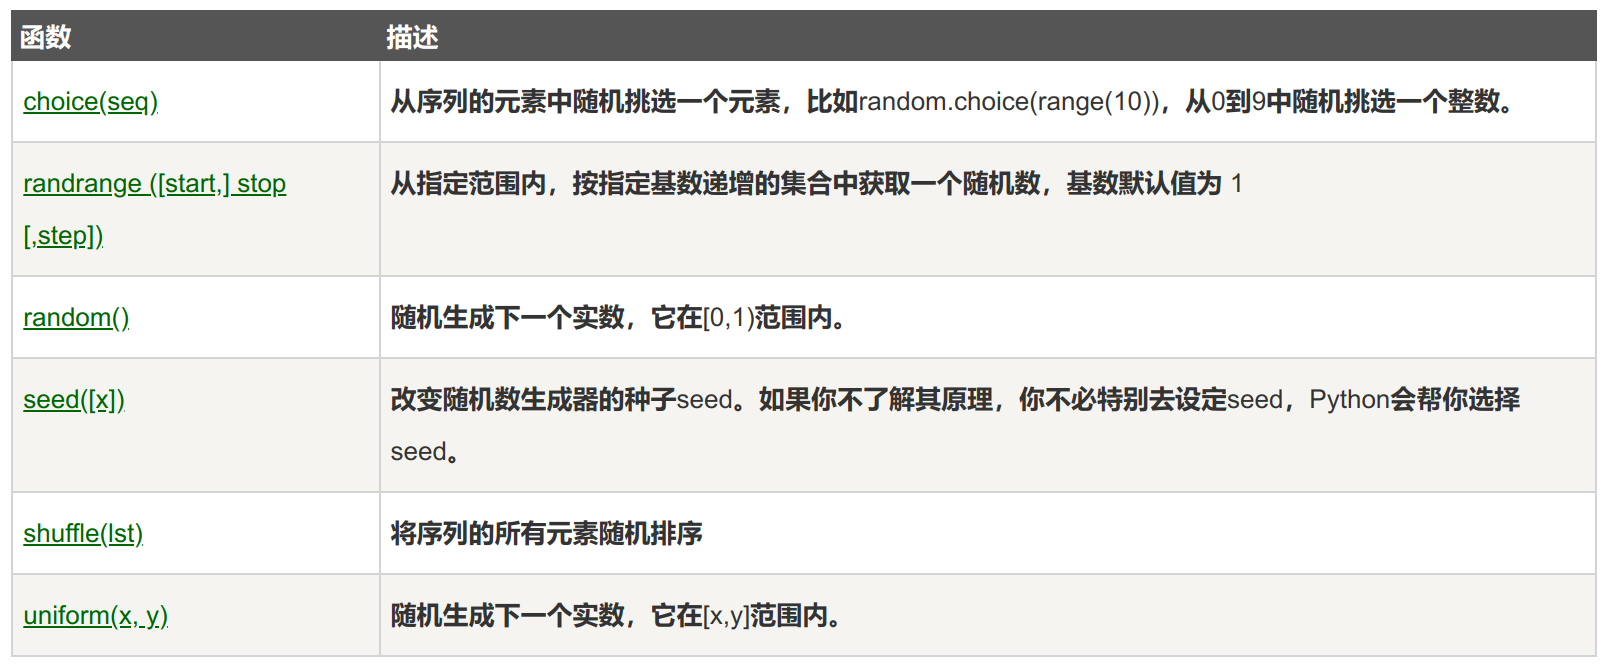 函数 描述
choice(seq) 从序列的元素中随机挑选一个元素，比如random.choice(range(10))，从0到9中随机挑选一个整数。
randrange ([start,] stop 从指定范围内，按指定基数递增的集合中获取一个随机数，基数默认值为 1
[,step])
random() 随机生成下一个实数，它在[0,1)范围内。
seed([x]) 改变随机数生成器的种子seed。如果你不了解其原理，你不必特别去设定seed，Python会帮你选择
seed。
shuffle(lst) 将序列的所有元素随机排序
uniform(x, y) 随机生成下一个实数，它在[x,y]范围内。